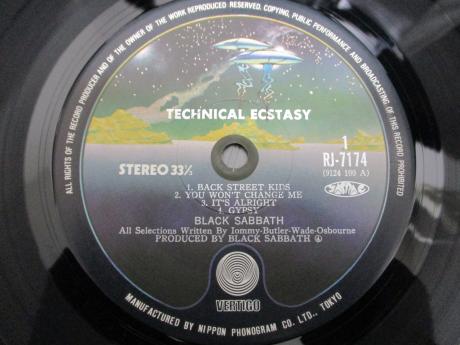 ALL RIGHTS OF THE RECORD PRODUCER AND OF THE OWNER OF THE WORK REPRODUCED RESERVED. COPYING, PUBLIC PERFORMANCE AND BROADCASTING OF THIS RECORD PROHIBITED
TECHNICAL ECSTASY
1
STEREO 33⅓
RJ-7174
(9124 100 A)
1. BACK STREET KIDS
2. YOU WON'T CHANGE ME
3. IT'S ALRIGHT
4. GYPSY
BLACK SABBATH
All Selections Written By Iommy-Butler-Wade-Osbourne
PRODUCED BY BLACK SABBATH
VERTIGO
MANUFACTURED BY NIPPON PHONOGRAM CO. LTD., TOKYO